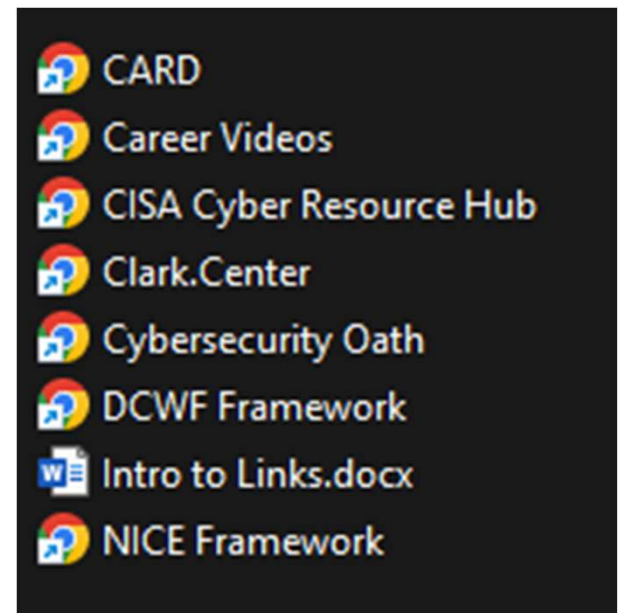 CARD
Career Videos
CISA Cyber Resource Hub
Clark.Center
Cybersecurity Oath
DCWF Framework
Intro to Links.docx
NICE Framework